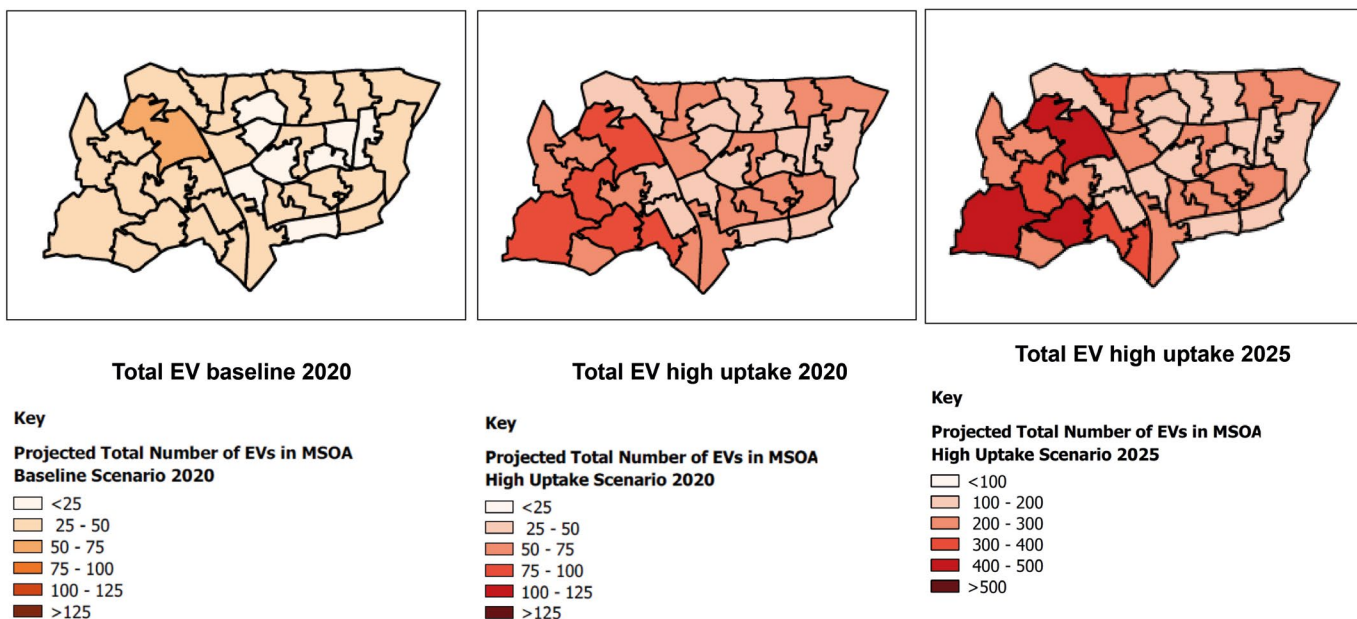 Total EV baseline 2020
Key
Projected Total Number of EVs in MSOA
Baseline Scenario 2020
<25
25 - 50
50 - 75
75 - 100
100 - 125
>125
Total EV high uptake 2020
Key
Projected Total Number of EVs in MSOA
High Uptake Scenario 2020
<25
25 - 50
50 - 75
75 - 100
100 - 125
>125
Total EV high uptake 2025
Key
Projected Total Number of EVs in MSOA
High Uptake Scenario 2025
<100
100 - 200
200 - 300
300 - 400
400 - 500
>500